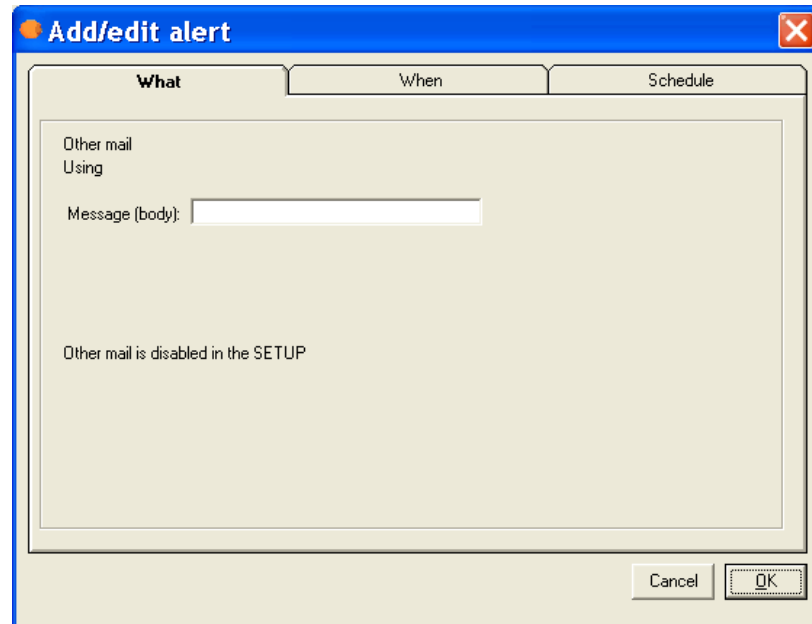 Add/edit alert
What
When
Schedule
Other mail
Using
Message (body):
Other mail is disabled in the SETUP
Cancel
OK